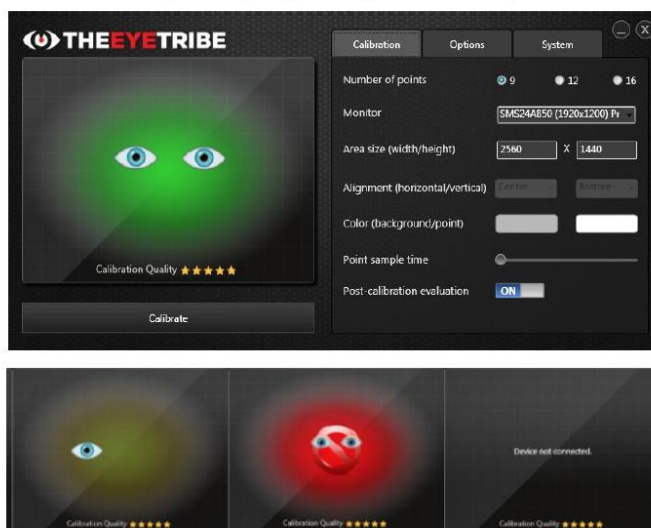 THEEYETRIBE
Calibration Options System
Number of points 9 12 16
Monitor SMS24A850 (1920x1200) Pr
Area size (width/height) 2560 X 1440
Alignment (horizontal/vertical) Center Bottom
Color (background/point)
Point sample time
Post-calibration evaluation ON
Calibration Quality
Calibrate
Device not connected.
Calibration Quality Calibration Quality Calibration Quality